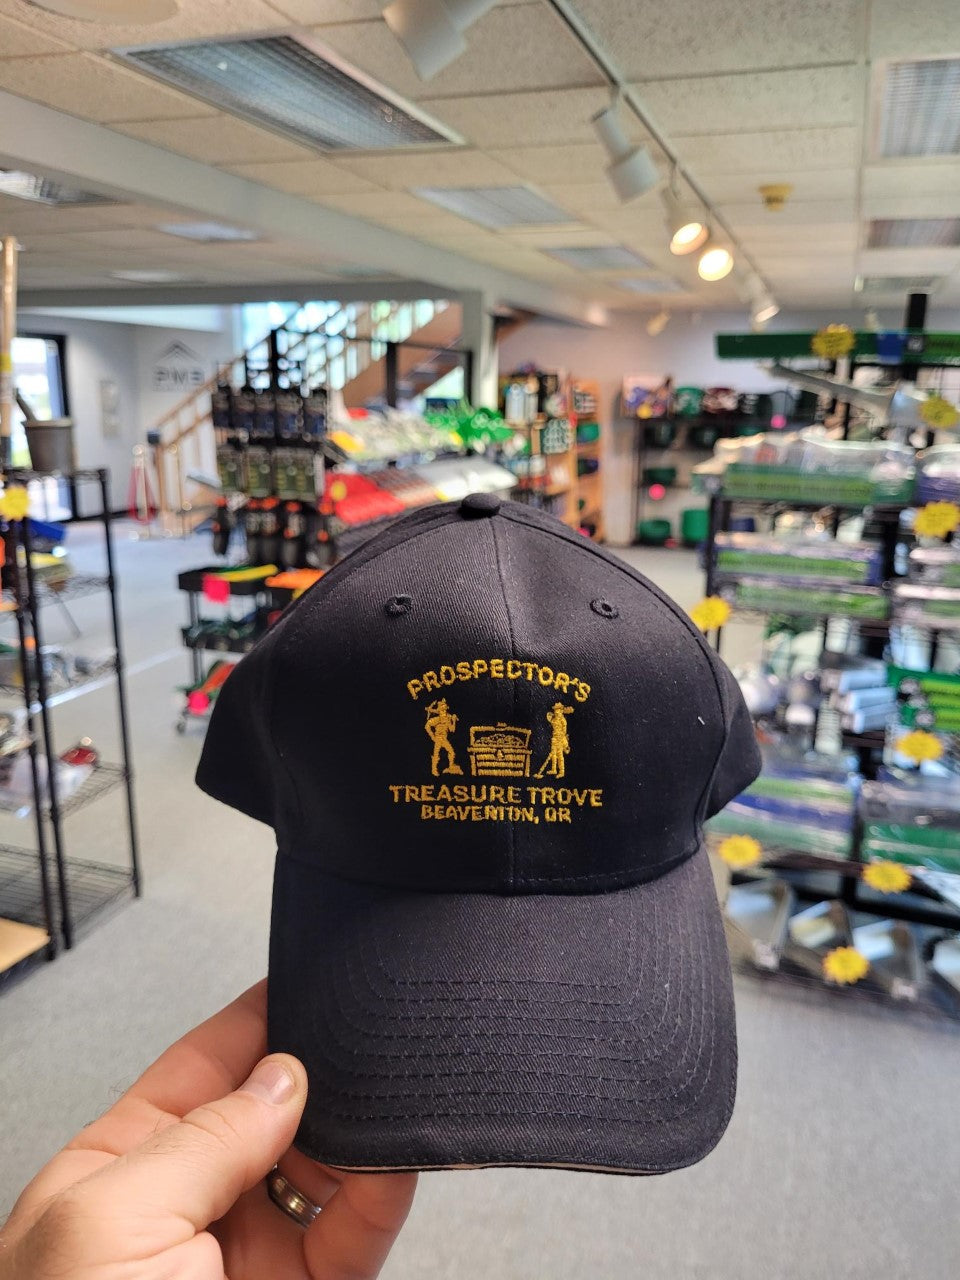 PROSPECTOR'S
TREASURE TROVE
BEAVERTON, OR